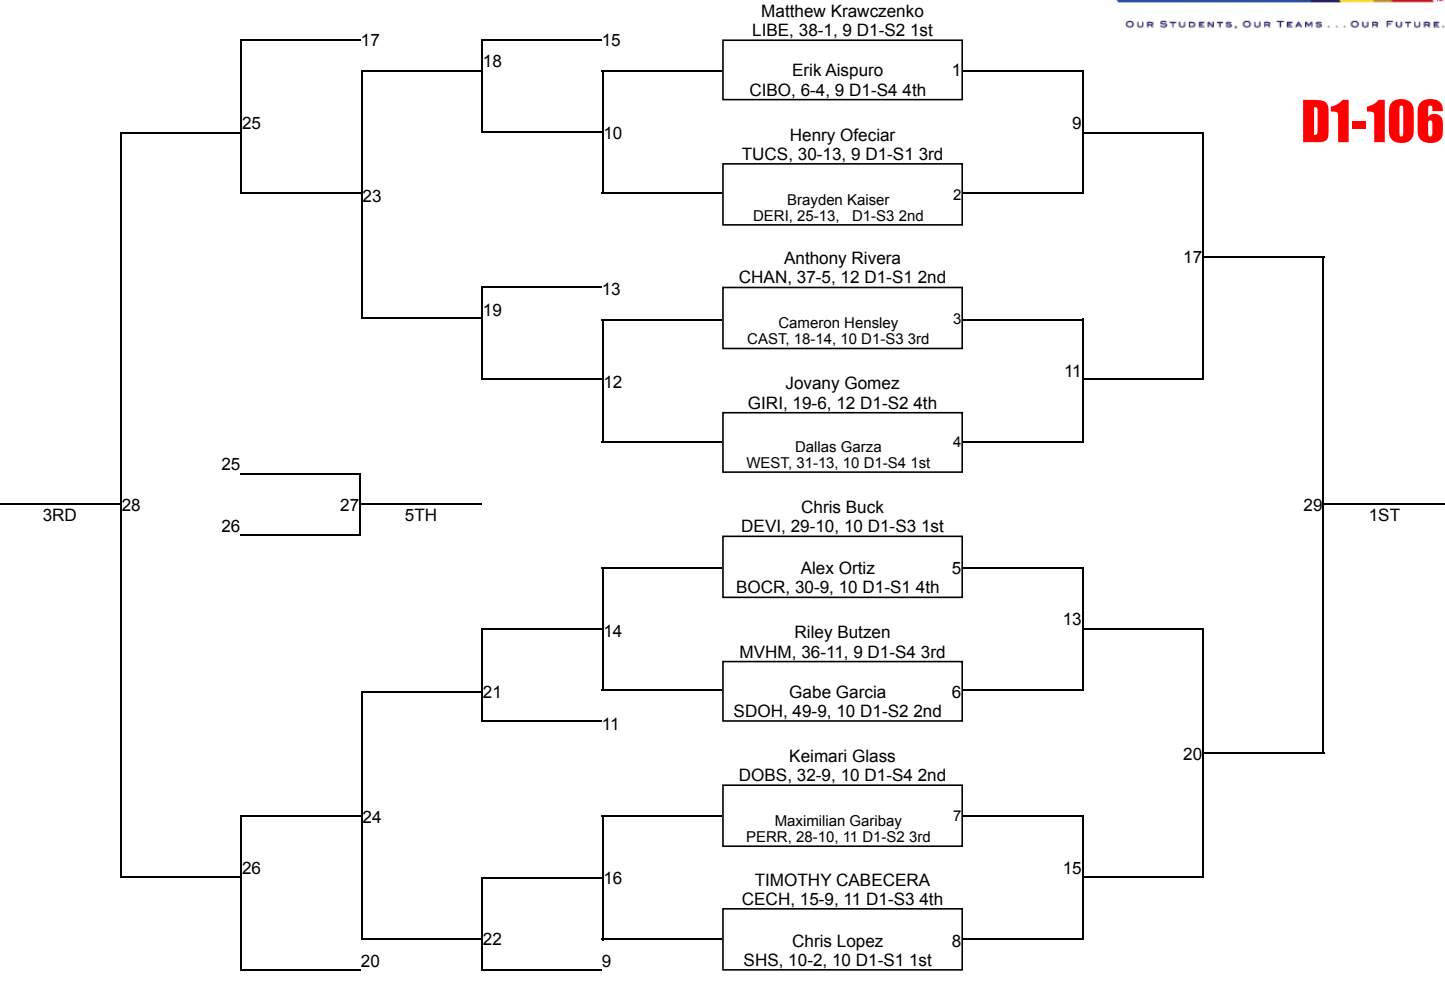 OUR STUDENTS, OUR TEAMS . . . OUR FUTURE.
D1-106
Matthew Krawczenko
LIBE, 38-1, 9 D1-S2 1st
Erik Aispuro
CIBO, 6-4, 9 D1-S4 4th
1
Henry Ofeciar
TUCS, 30-13, 9 D1-S1 3rd
Brayden Kaiser
DERI, 25-13, D1-S3 2nd
2
Anthony Rivera
CHAN, 37-5, 12 D1-S1 2nd
Cameron Hensley
CAST, 18-14, 10 D1-S3 3rd
3
Jovany Gomez
GIRI, 19-6, 12 D1-S2 4th
Dallas Garza
WEST, 31-13, 10 D1-S4 1st
4
Chris Buck
DEVI, 29-10, 10 D1-S3 1st
Alex Ortiz
BOCR, 30-9, 10 D1-S1 4th
5
Riley Butzen
MVHM, 36-11, 9 D1-S4 3rd
Gabe Garcia
SDOH, 49-9, 10 D1-S2 2nd
6
Keimari Glass
DOBS, 32-9, 10 D1-S4 2nd
Maximilian Garibay
PERR, 28-10, 11 D1-S2 3rd
7
TIMOTHY CABECERA
CECH, 15-9, 11 D1-S3 4th
Chris Lopez
SHS, 10-2, 10 D1-S1 1st
8
9
11
13
15
17
20
29
1ST
15
10
13
12
14
11
16
9
18
19
21
22
17
23
24
20
25
26
25
26
27
5TH
28
3RD